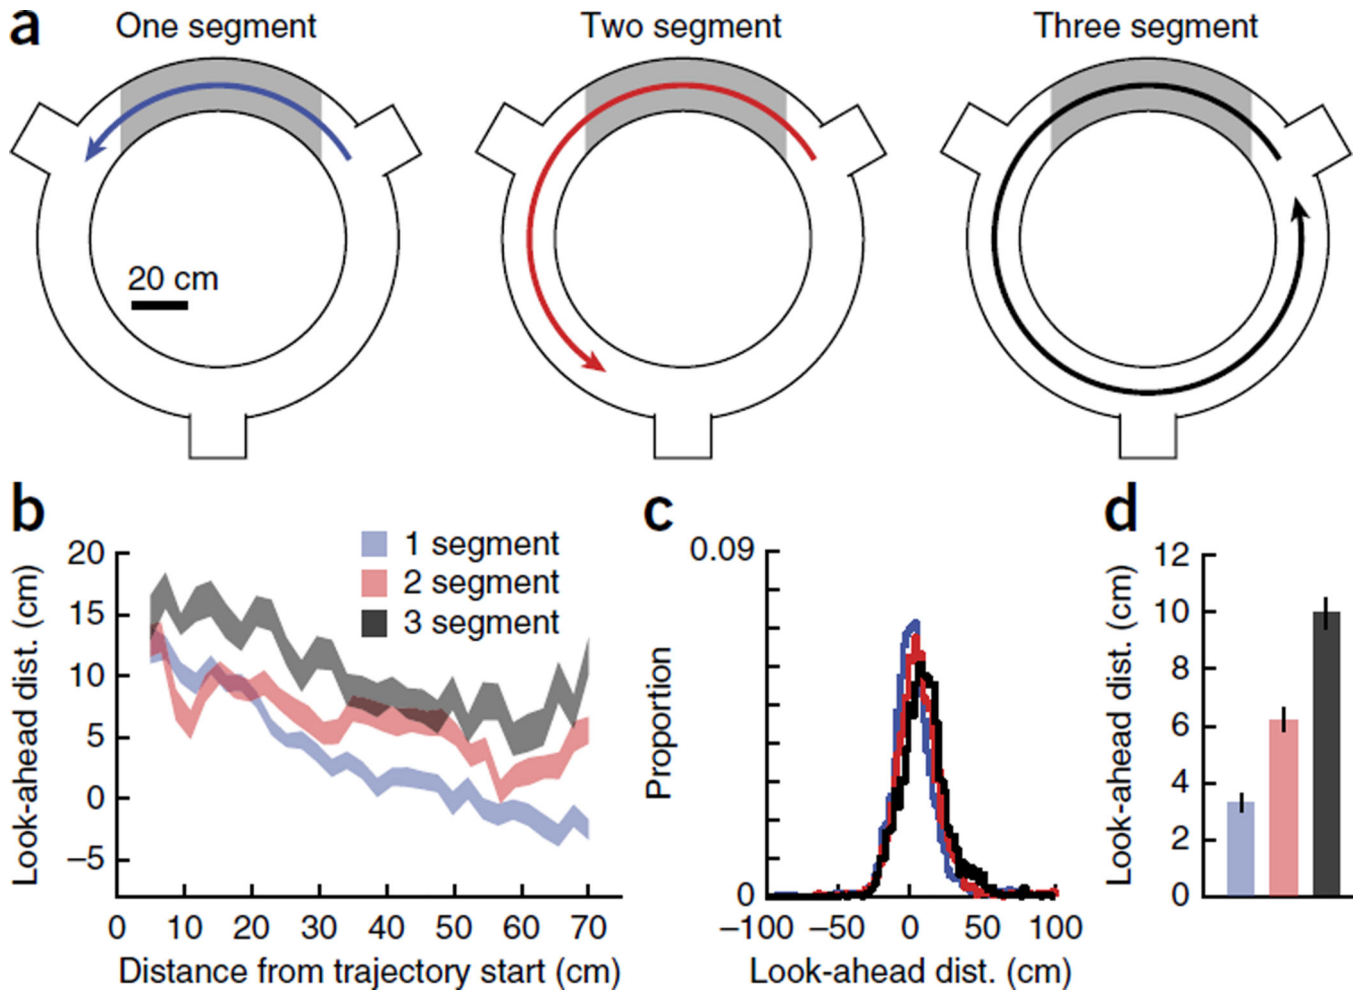 a
One segment
Two segment
Three segment
20 cm
b
Look-ahead dist. (cm)
20
15
10
5
0
–5
1 segment
2 segment
3 segment
0 10 20 30 40 50 60 70
Distance from trajectory start (cm)
c
Proportion
0.09
0
–100 –50 0 50 100
Look-ahead dist. (cm)
d
Look-ahead dist. (cm)
12
10
8
6
4
2
0